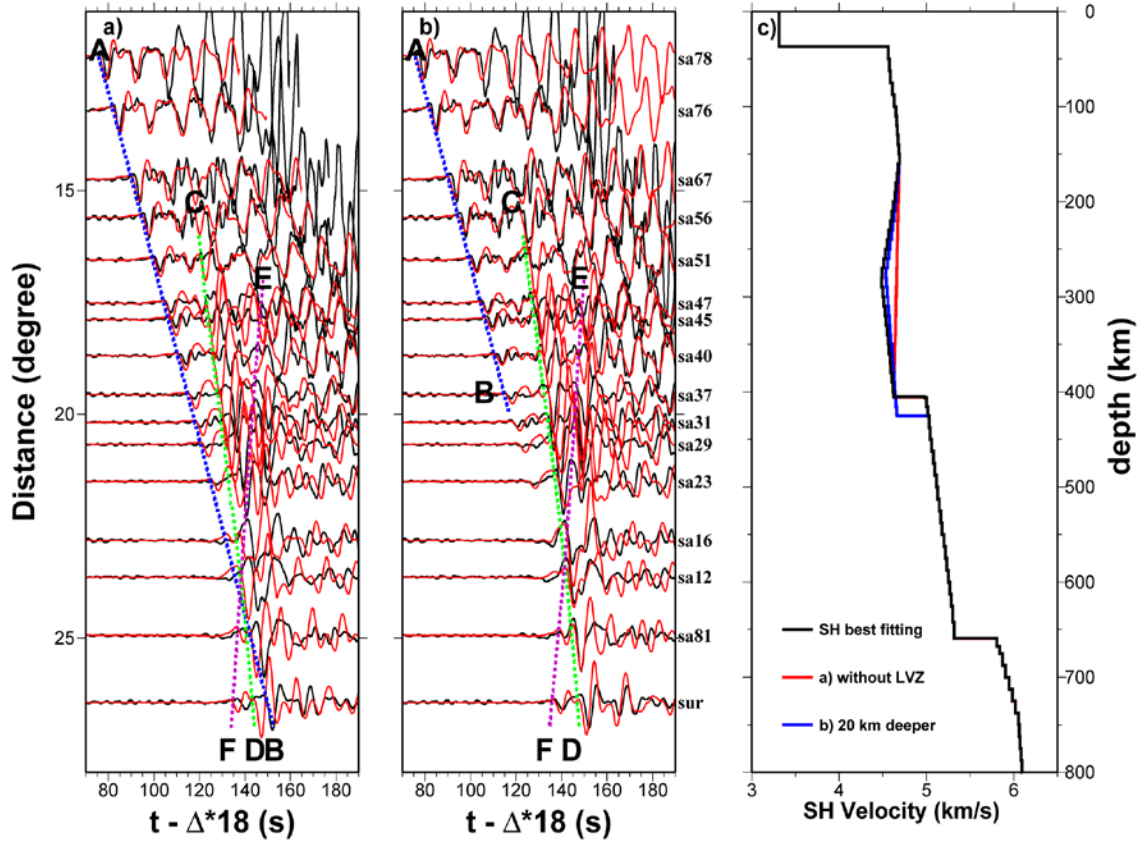 a)
b)
c)
A
C
E
F
D
B
A
C
E
B
F
D
sa78
sa76
sa67
sa56
sa51
sa47
sa45
sa40
sa37
sa31
sa29
sa23
sa16
sa12
sa81
sur
15
20
25
Distance (degree)
80 100 120 140 160 180
t - Δ*18 (s)
80 100 120 140 160 180
t - Δ*18 (s)
SH best fitting
a) without LVZ
b) 20 km deeper
3 4 5 6
SH Velocity (km/s)
0
100
200
300
400
500
600
700
800
depth (km)